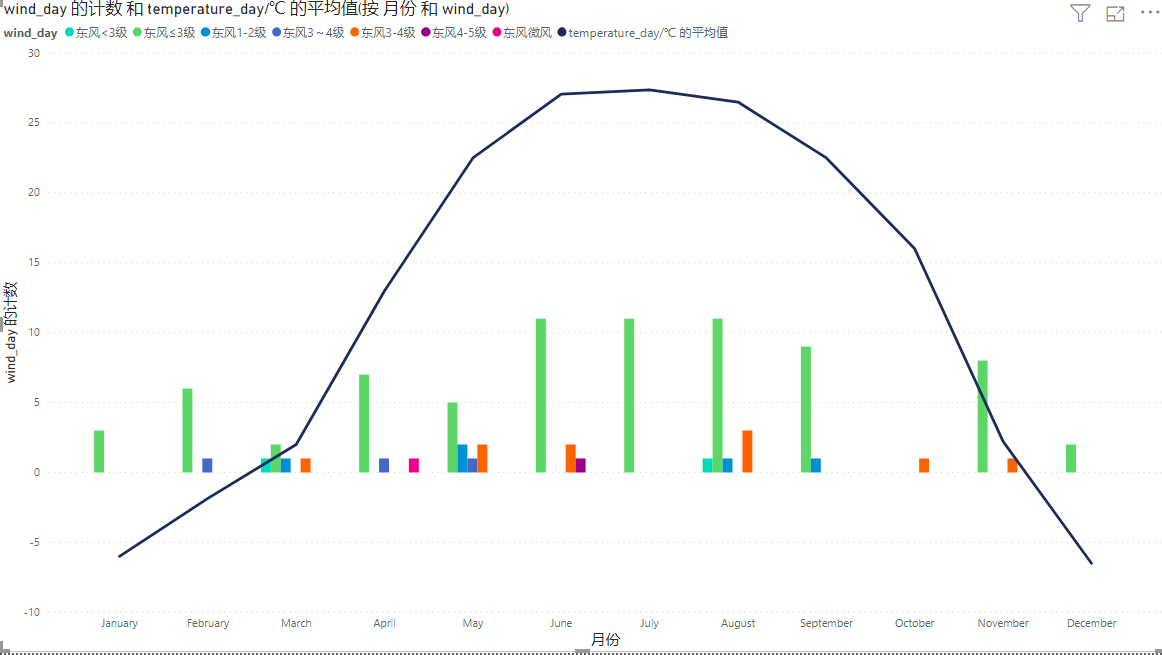 wind_day 的计数 和 temperature_day/℃ 的平均值(按 月份 和 wind_day)
wind_day 东风<3级 东风≤3级 东风1-2级 东风3～4级 东风3-4级 东风4-5级 东风微风 temperature_day/℃ 的平均值
30
25
20
15
10
5
0
-5
-10
wind_day 的计数
January February March April May June July August September October November December
月份